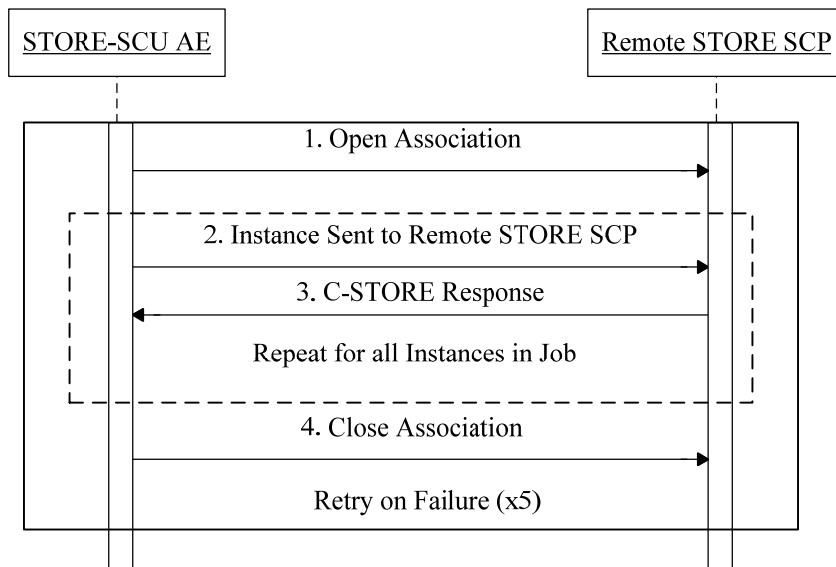 STORE-SCU AE
Remote STORE SCP
1. Open Association
2. Instance Sent to Remote STORE SCP
3. C-STORE Response
Repeat for all Instances in Job
4. Close Association
Retry on Failure (x5)